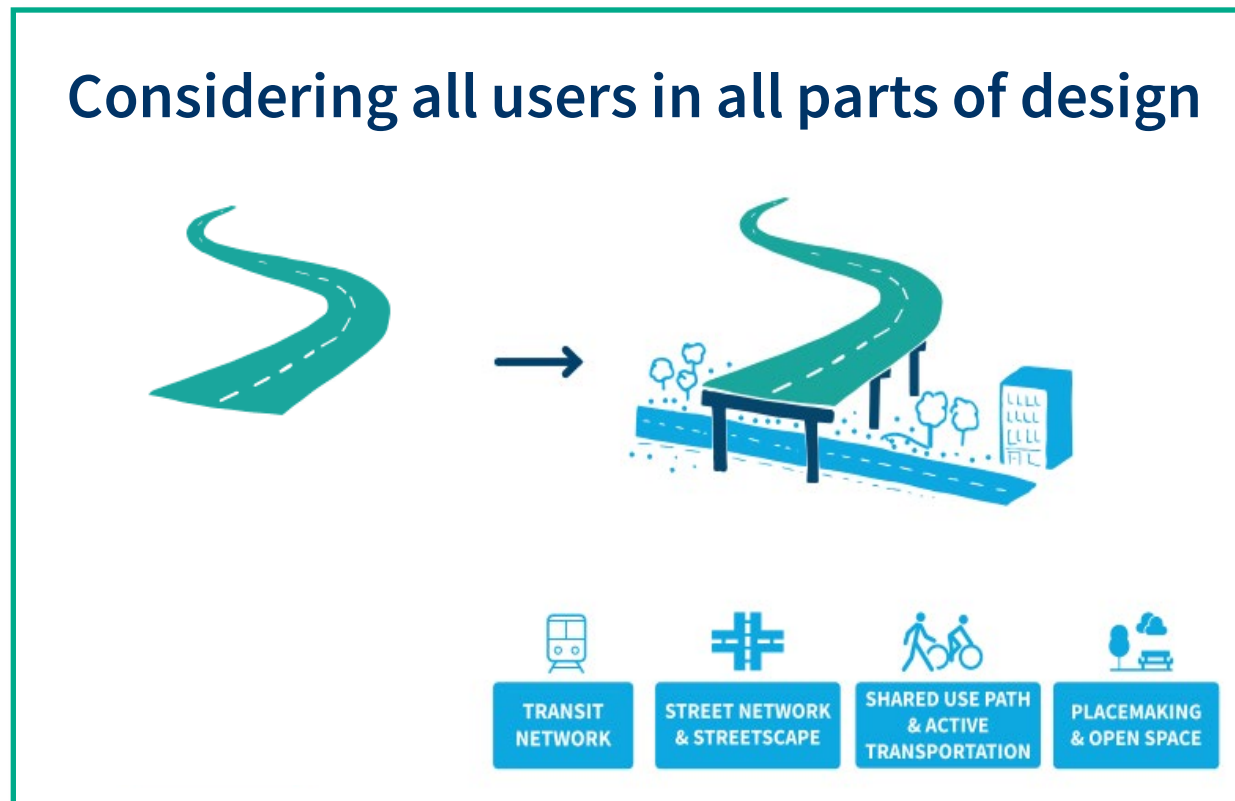 Considering all users in all parts of design
TRANSIT
NETWORK
STREET NETWORK
& STREETSCAPE
SHARED USE PATH
& ACTIVE
TRANSPORTATION
PLACEMAKING
& OPEN SPACE